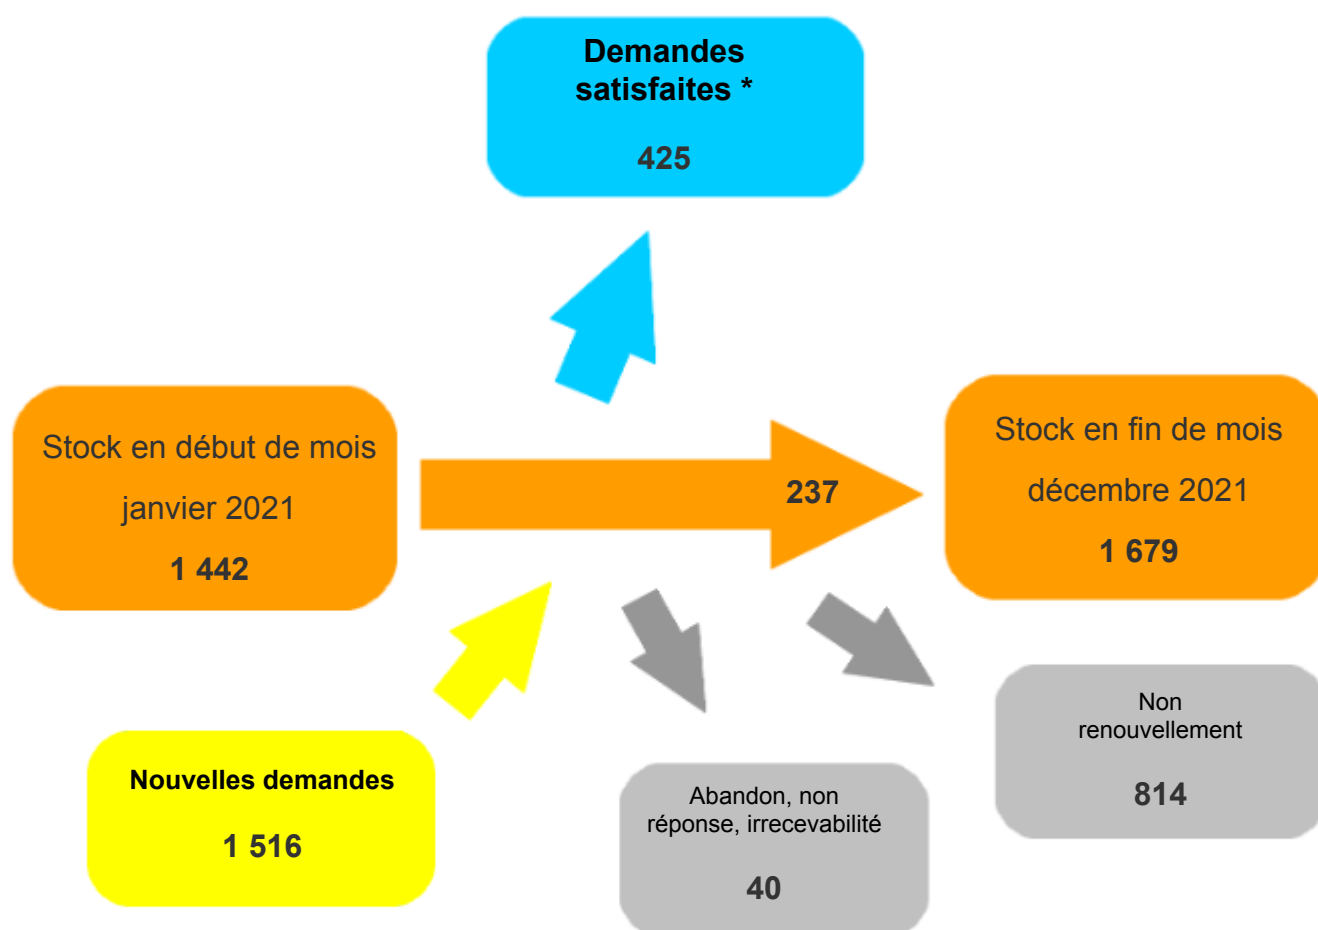 Demandes
satisfaites *
425
Stock en début de mois
janvier 2021
1 442
237
Stock en fin de mois
décembre 2021
1 679
Nouvelles demandes
1 516
Abandon, non
réponse, irrecevabilité
40
Non
renouvellement
814